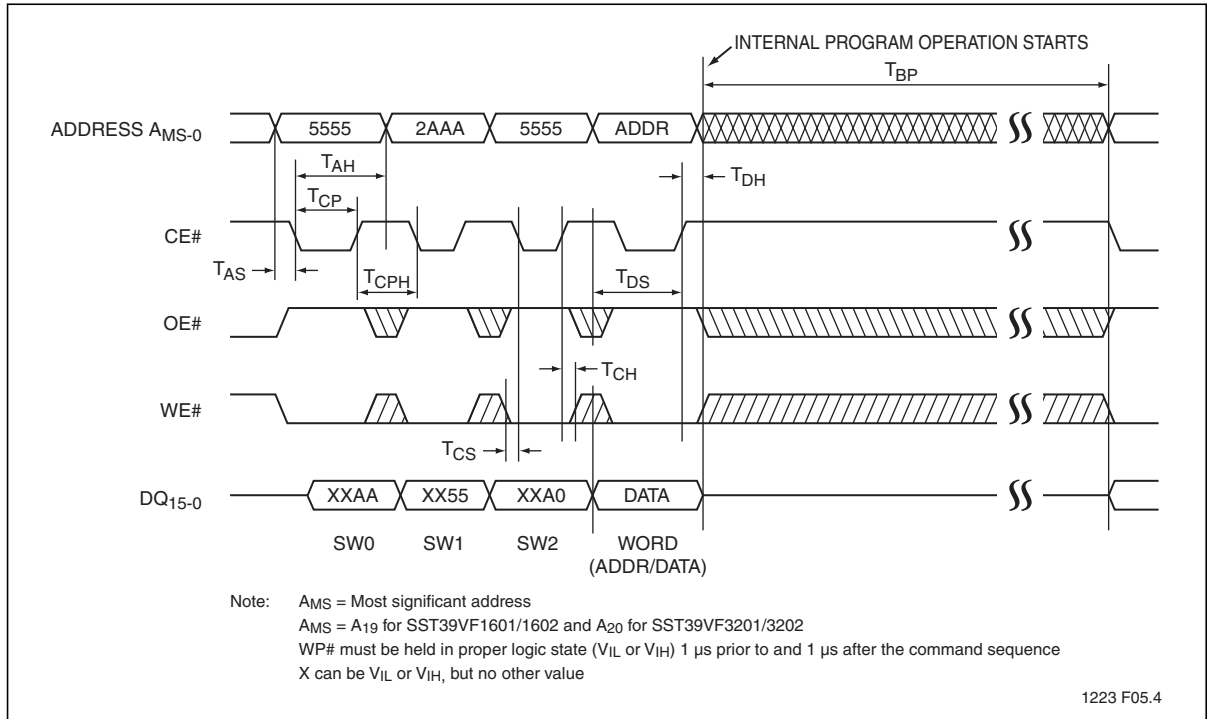 INTERNAL PROGRAM OPERATION STARTS
TBP
ADDRESS AMS-0
5555 2AAA 5555 ADDR
TAH
TDH
TCP
CE#
TAS
TCPH
TDS
OE#
TCH
WE#
TCS
DQ15-0
XXAA XX55 XXA0 DATA
SW0 SW1 SW2 WORD
(ADDR/DATA)
Note: AMS = Most significant address
AMS = A19 for SST39VF1601/1602 and A20 for SST39VF3201/3202
WP# must be held in proper logic state (VIL or VIH) 1 µs prior to and 1 µs after the command sequence
X can be VIL or VIH, but no other value
1223 F05.4